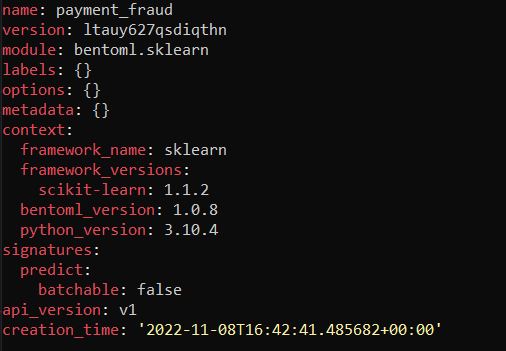 name: payment_fraud
version: ltauy627qsdiqthn
module: bentoml.sklearn
labels: {}
options: {}
metadata: {}
context:
  framework_name: sklearn
  framework_versions:
    scikit-learn: 1.1.2
  bentoml_version: 1.0.8
  python_version: 3.10.4
signatures:
  predict:
    batchable: false
api_version: v1
creation_time: '2022-11-08T16:42:41.485682+00:00'